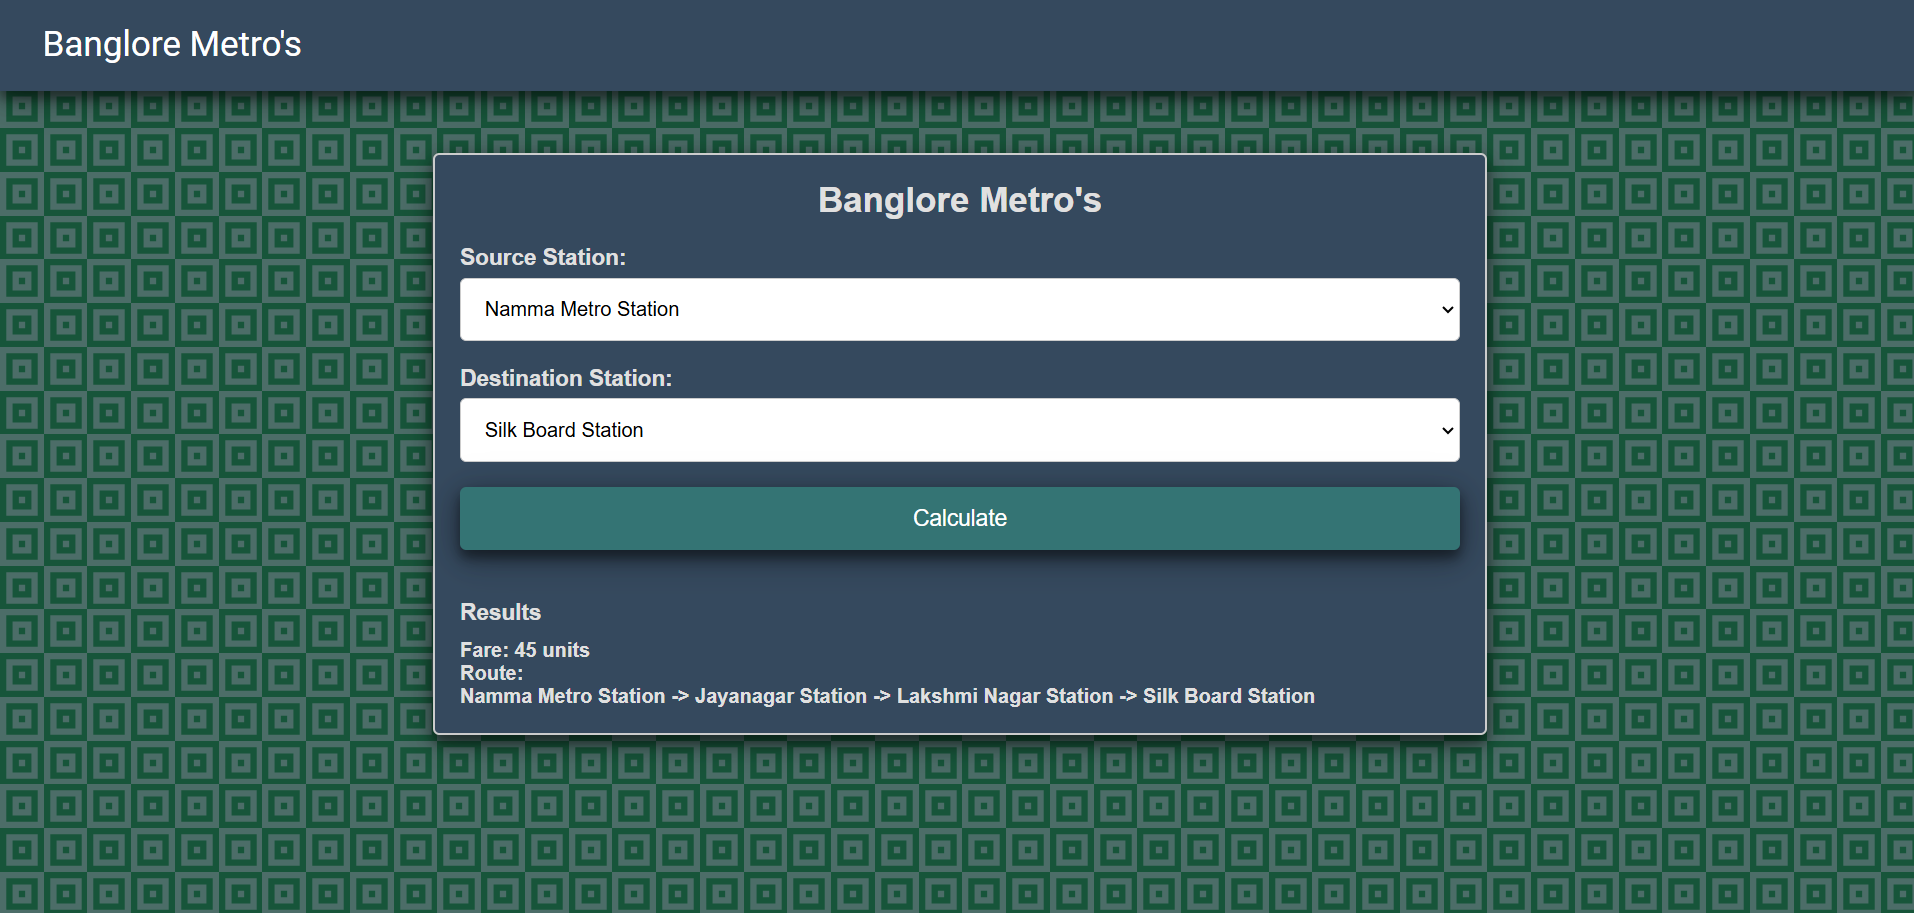 Banglore Metro's
Banglore Metro's
Source Station:
Namma Metro Station
Destination Station:
Silk Board Station
Calculate
Results
Fare: 45 units
Route:
Namma Metro Station -> Jayanagar Station -> Lakshmi Nagar Station -> Silk Board Station